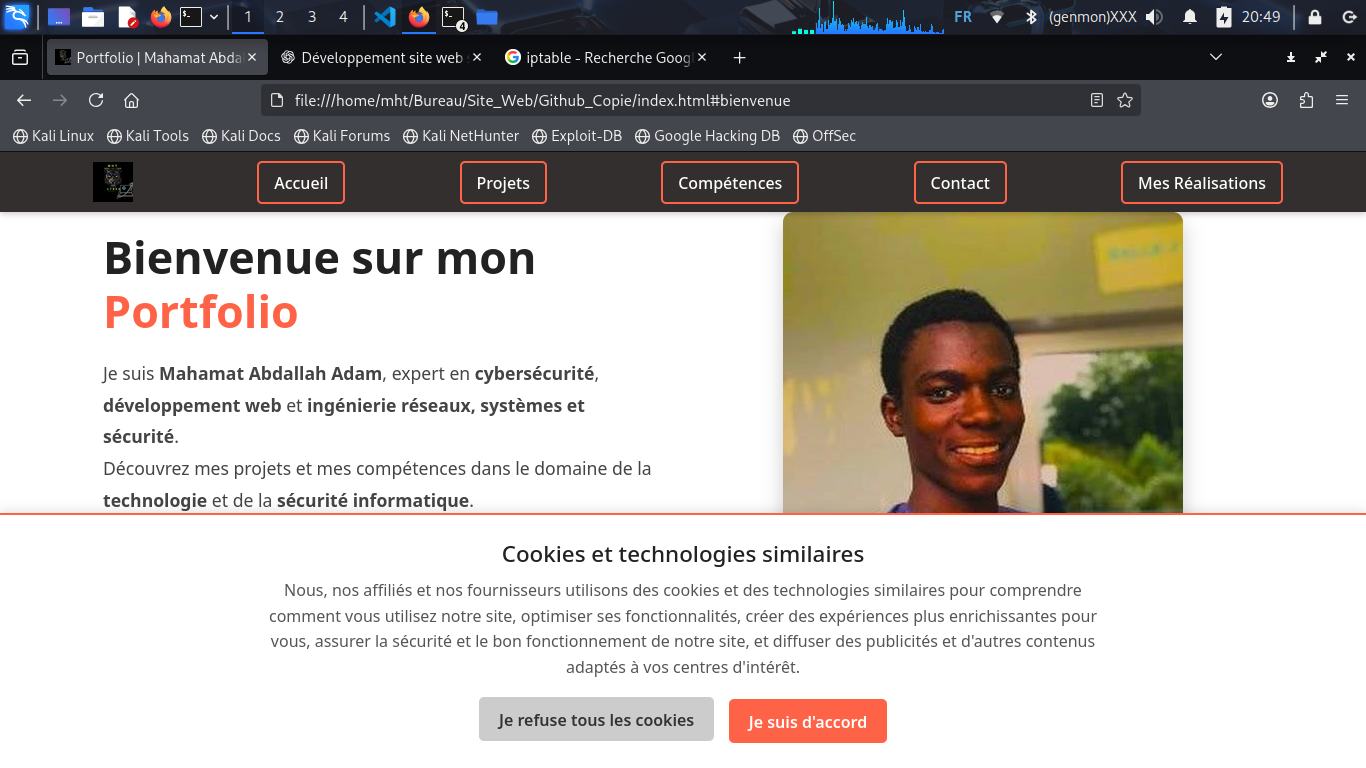 1 2 3 4 4 FR (genmon)XXX 20:49
Portfolio | Mahamat Abda Développement site web iptable - Recherche Goog
file:///home/mht/Bureau/Site_Web/Github_Copie/index.html#bienvenue
Kali Linux Kali Tools Kali Docs Kali Forums Kali NetHunter Exploit-DB Google Hacking DB OffSec
Accueil Projets Compétences Contact Mes Réalisations
Bienvenue sur mon
Portfolio
Je suis Mahamat Abdallah Adam, expert en cybersécurité,
développement web et ingénierie réseaux, systèmes et
sécurité.
Découvrez mes projets et mes compétences dans le domaine de la
technologie et de la sécurité informatique.
Cookies et technologies similaires
Nous, nos affiliés et nos fournisseurs utilisons des cookies et des technologies similaires pour comprendre
comment vous utilisez notre site, optimiser ses fonctionnalités, créer des expériences plus enrichissantes pour
vous, assurer la sécurité et le bon fonctionnement de notre site, et diffuser des publicités et d'autres contenus
adaptés à vos centres d'intérêt.
Je refuse tous les cookies Je suis d'accord